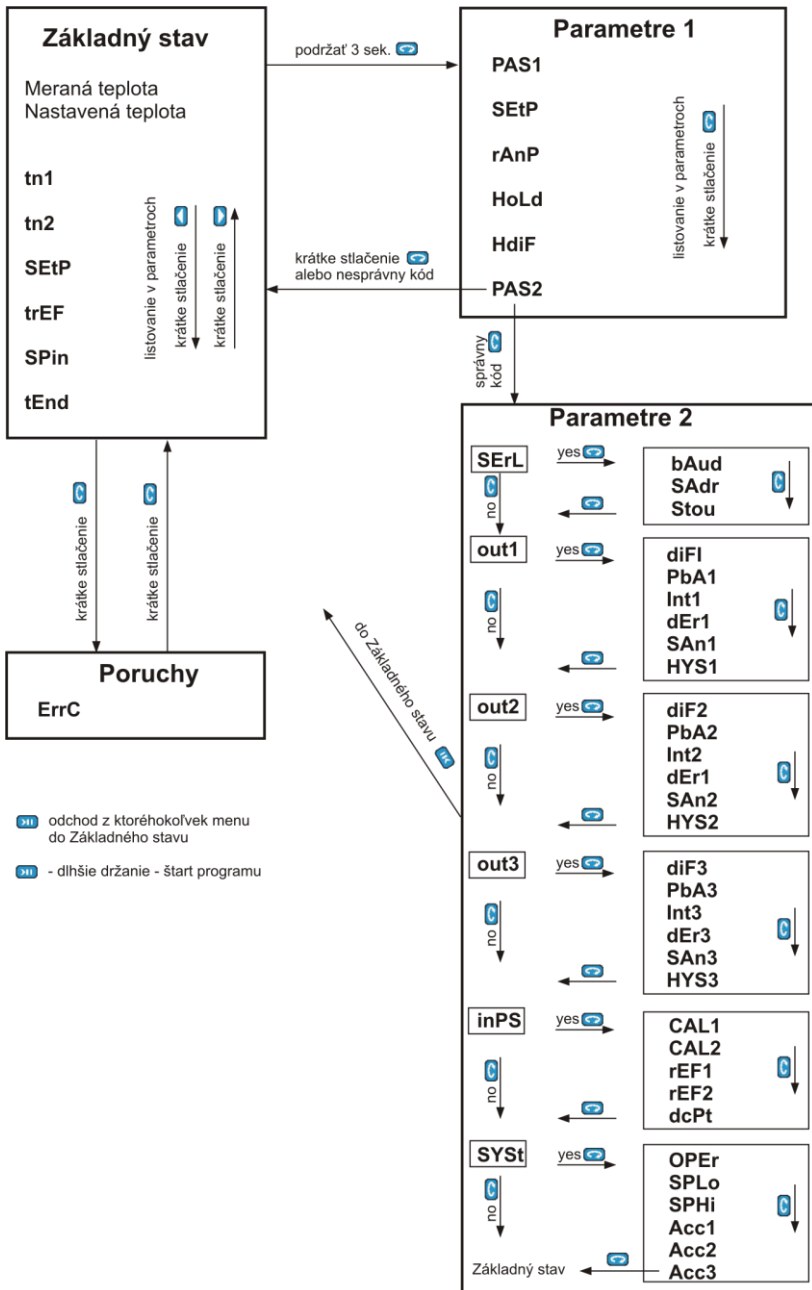 Základný stav
Meraná teplota
Nastavená teplota
tn1
tn2
SEtP
trEF
SPin
tEnd
listovanie v parametroch
krátke stlačenie
krátke stlačenie
podržať 3 sek.
Parametre 1
PAS1
SEtP
rAnP
HoLd
HdiF
PAS2
listovanie v parametroch
krátke stlačenie
C
krátke stlačenie
alebo nesprávny kód
správny
kód
C
krátke stlačenie
C
krátke stlačenie
C
Poruchy
ErrC
odchod z ktoréhokoľvek menu
do Základného stavu
- dlhšie držanie - štart programu
do Základného stavu
Parametre 2
SErL
yes
C
no
bAud
SAdr
Stou
C
out1
yes
C
no
diFI
PbA1
Int1
dEr1
SAn1
HYS1
C
out2
yes
C
no
diF2
PbA2
Int2
dEr1
SAn2
HYS2
C
out3
yes
C
no
diF3
PbA3
Int3
dEr3
SAn3
HYS3
C
inPS
yes
C
no
CAL1
CAL2
rEF1
rEF2
dcPt
C
SYSt
yes
C
no
OPEr
SPLo
SPHi
Acc1
Acc2
Acc3
C
Základný stav